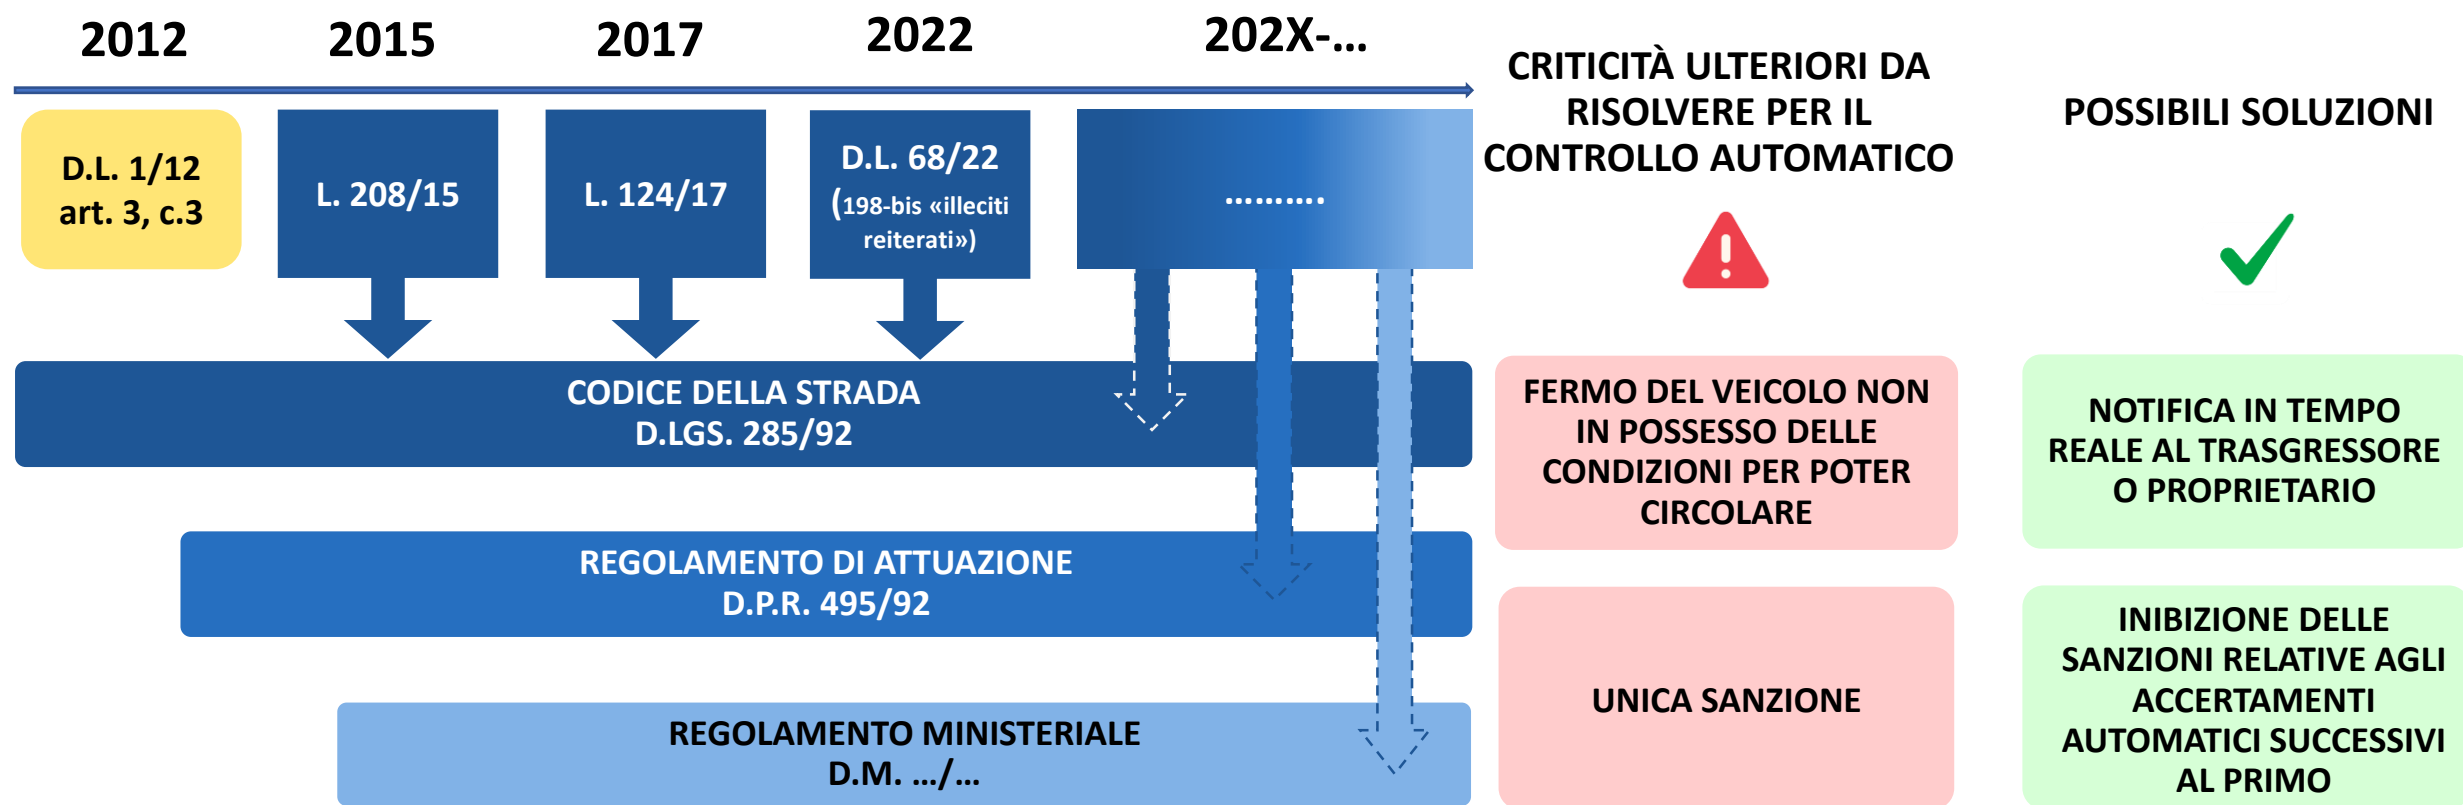 2012
2015
2017
2022
202X-...
D.L. 1/12
art. 3, c.3
L. 208/15
L. 124/17
D.L. 68/22
(198-bis «illeciti
reiterati»)
..........
CODICE DELLA STRADA
D.LGS. 285/92
REGOLAMENTO DI ATTUAZIONE
D.P.R. 495/92
REGOLAMENTO MINISTERIALE
D.M. .../...
CRITICITÀ ULTERIORI DA
RISOLVERE PER IL
CONTROLLO AUTOMATICO
FERMO DEL VEICOLO NON
IN POSSESSO DELLE
CONDIZIONI PER POTER
CIRCOLARE
UNICA SANZIONE
POSSIBILI SOLUZIONI
NOTIFICA IN TEMPO
REALE AL TRASGRESSORE
O PROPRIETARIO
INIBIZIONE DELLE
SANZIONI RELATIVE AGLI
ACCERTAMENTI
AUTOMATICI SUCCESSIVI
AL PRIMO